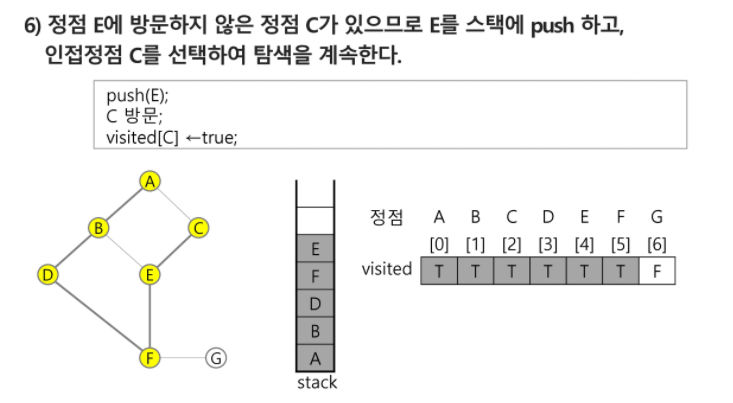 6) 정점 E에 방문하지 않은 정점 C가 있으므로 E를 스택에 push 하고,
인접정점 C를 선택하여 탐색을 계속한다.
push(E);
C 방문;
visited[C] ←true;
A
B
C
D
E
F
G
E
F
D
B
A
stack
정점 A B C D E F G
[0] [1] [2] [3] [4] [5] [6]
visited T T T T T T F